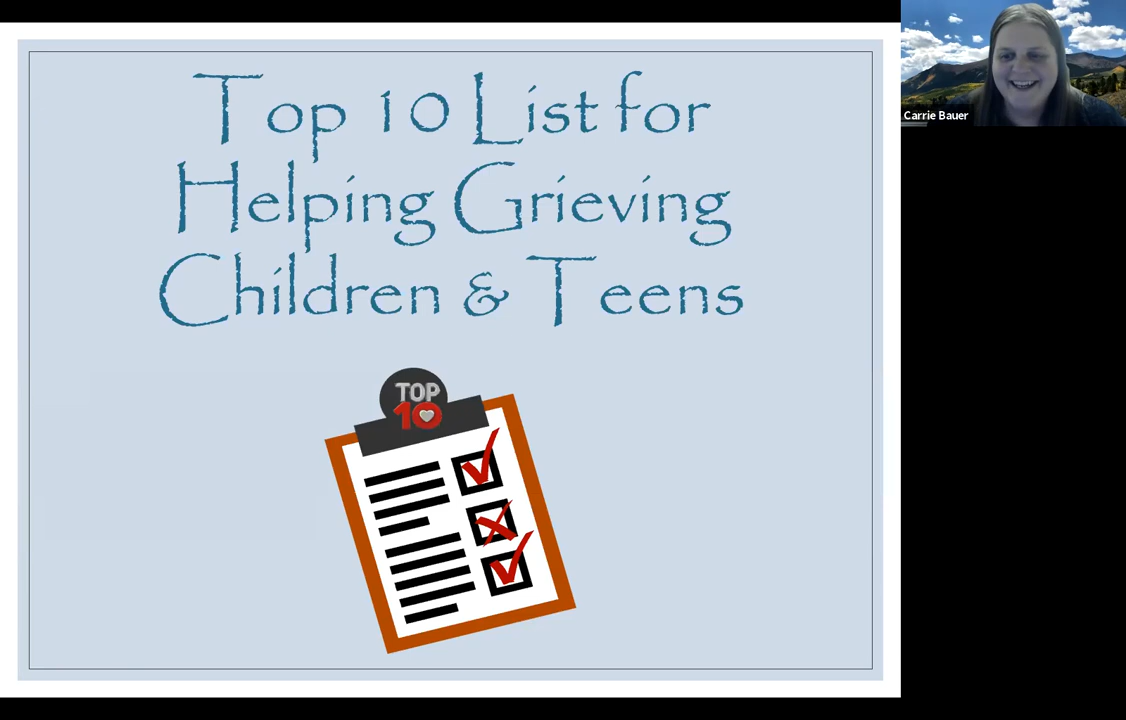 Top 10 List for
Helping Grieving
Children & Teens
TOP
10
Carrie Bauer